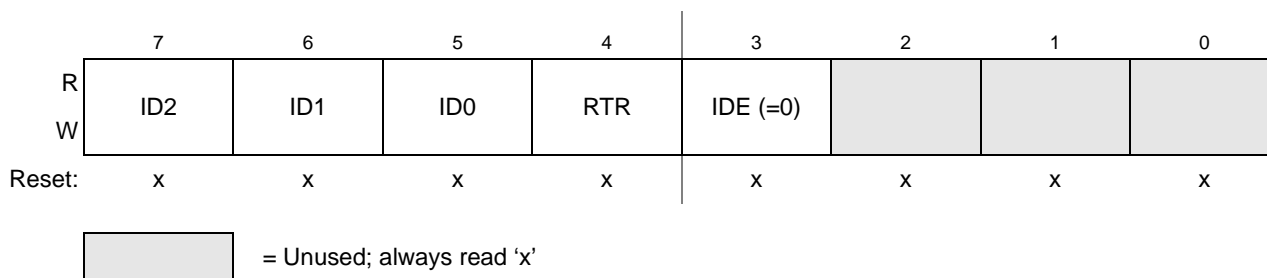 7 6 5 4 3 2 1 0
R
W
ID2 ID1 ID0 RTR IDE (=0)
Reset: x x x x x x x x
= Unused; always read ‘x’